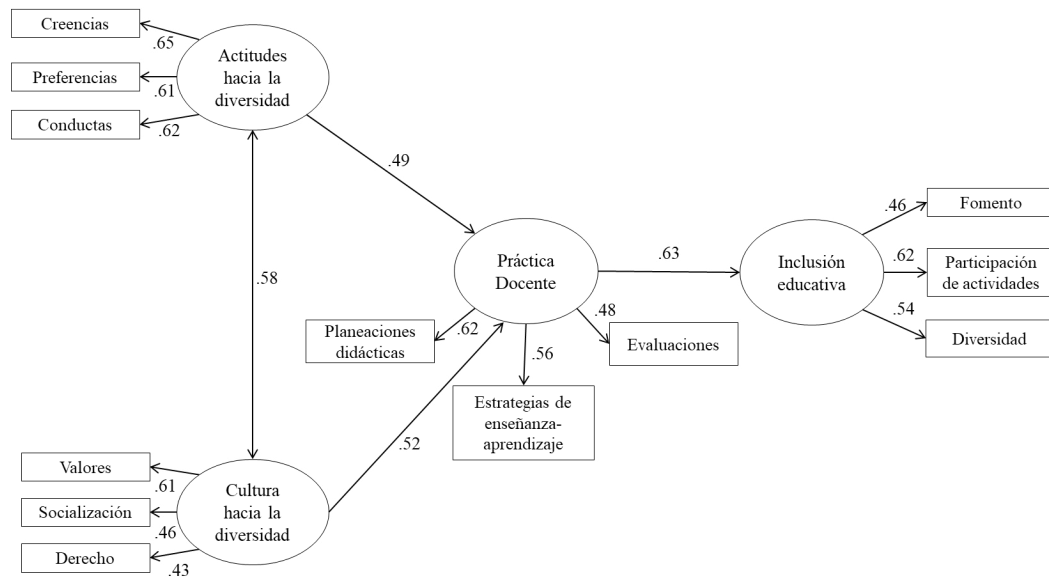 Creencias
.65
Preferencias
.61
Conductas
.62
Actitudes
hacia la
diversidad
.49
.58
Práctica
Docente
.63
Inclusión
educativa
.46
Fomento
.62
Participación
de actividades
.54
Diversidad
Planeaciones
didácticas
.62
.56
Estrategias de
enseñanza-
aprendizaje
.48
Evaluaciones
.52
Valores
.61
Socialización
.46
Derecho
.43
Cultura
hacia la
diversidad